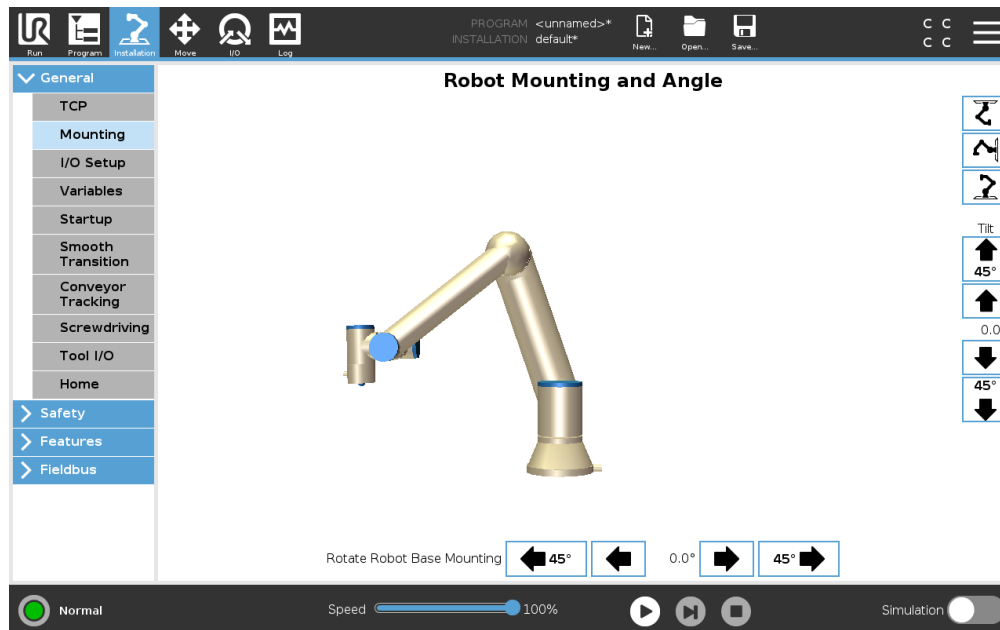 UR
PROGRAM <unnamed>*
INSTALLATION default*
Run
Program
Installation
Move
I/O
Log
New...
Open...
Save...
C C
C C
General
TCP
Mounting
I/O Setup
Variables
Startup
Smooth
Transition
Conveyor
Tracking
Screwdriving
Tool I/O
Home
Safety
Features
Fieldbus
Robot Mounting and Angle
Tilt
45°
0.0
45°
Rotate Robot Base Mounting 45° 0.0° 45°
Normal
Speed 100%
Simulation